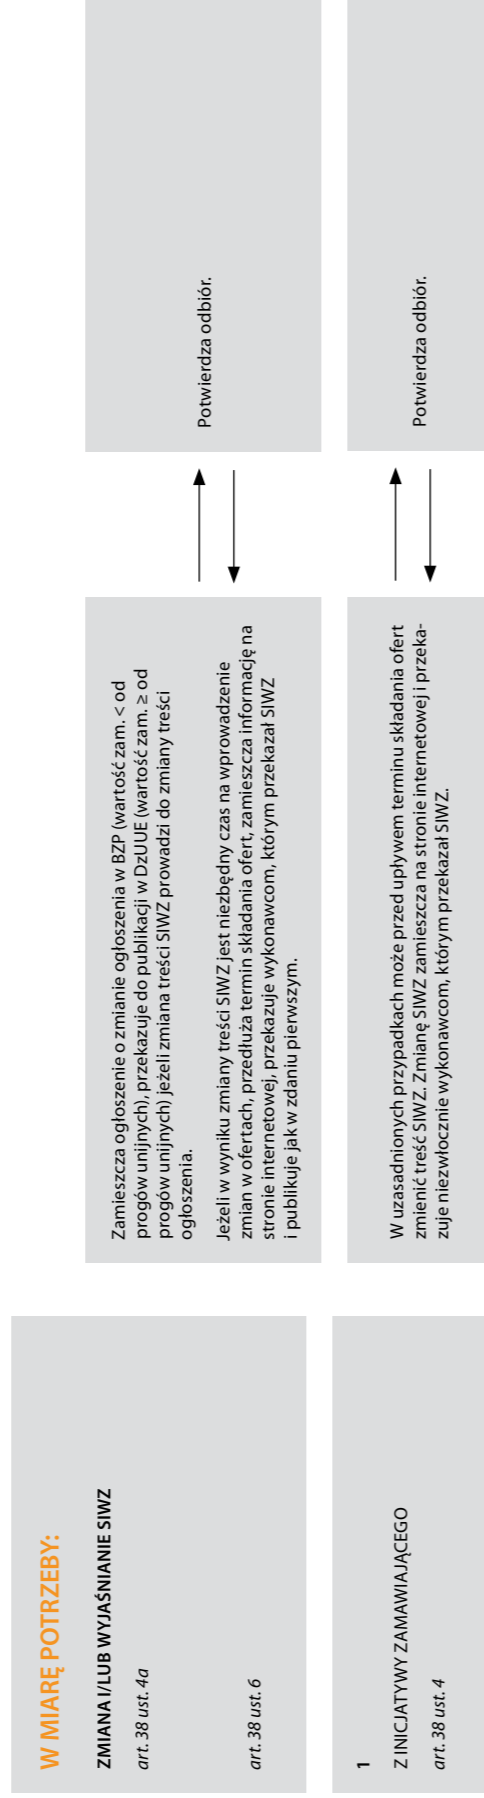 W MIARĘ POTRZEBY:
ZMIANA I/LUB WYJAŚNIANIE SIWZ
art. 38 ust. 4a
art. 38 ust. 6
Zamieszcza ogłoszenie o zmianie ogłoszenia w BZP (wartość zam. < od
progów unijnych), przekazuje do publikacji w DzUUE (wartość zam. ≥ od
progów unijnych) jeżeli zmiana treści SIWZ prowadzi do zmiany treści
ogłoszenia.
Jeżeli w wyniku zmiany treści SIWZ jest niezbędny czas na wprowadzenie
zmian w ofertach, przedłuża termin składania ofert, zamieszcza informację na
stronie internetowej, przekazuje wykonawcom, którym przekazał SIWZ
i publikuje jak w zdaniu pierwszym.
Potwierdza odbiór.
1
Z INICJATYWY ZAMAWIAJĄCEGO
art. 38 ust. 4
W uzasadnionych przypadkach może przed upływem terminu składania ofert
zmienić treść SIWZ. Zmianę SIWZ zamieszcza na stronie internetowej i przeka-
zuje niezwłocznie wykonawcom, którym przekazał SIWZ.
Potwierdza odbiór.